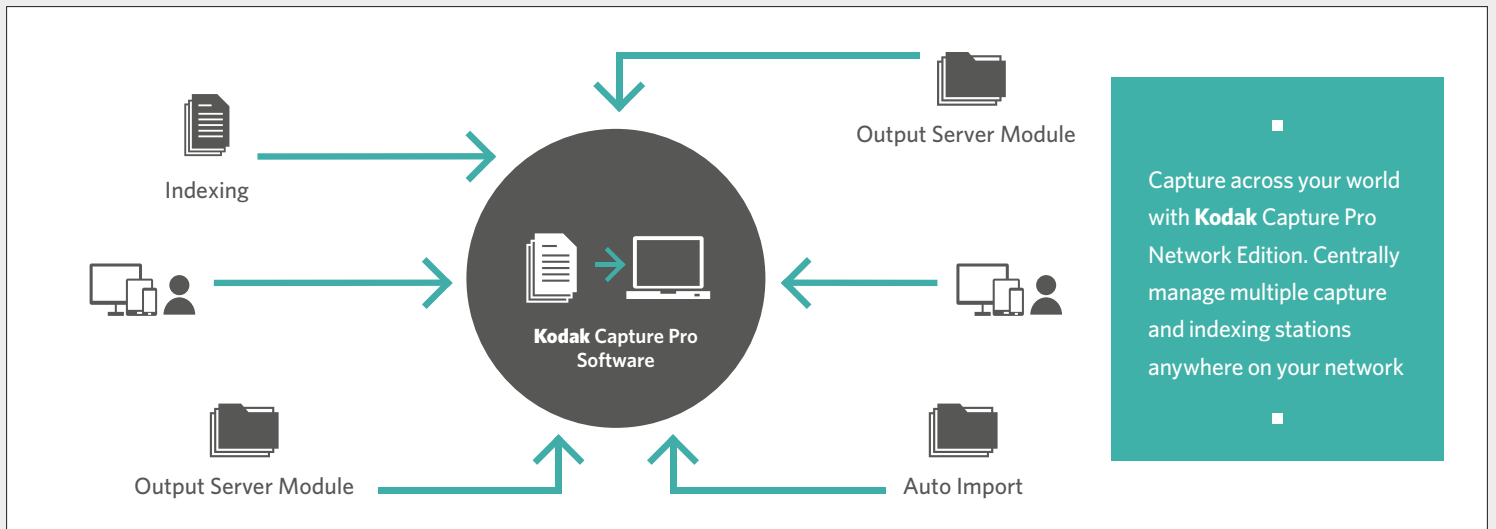 Output Server Module
Indexing
Kodak Capture Pro
Software
Output Server Module
Auto Import
Capture across your world
with Kodak Capture Pro
Network Edition. Centrally
manage multiple capture
and indexing stations
anywhere on your network